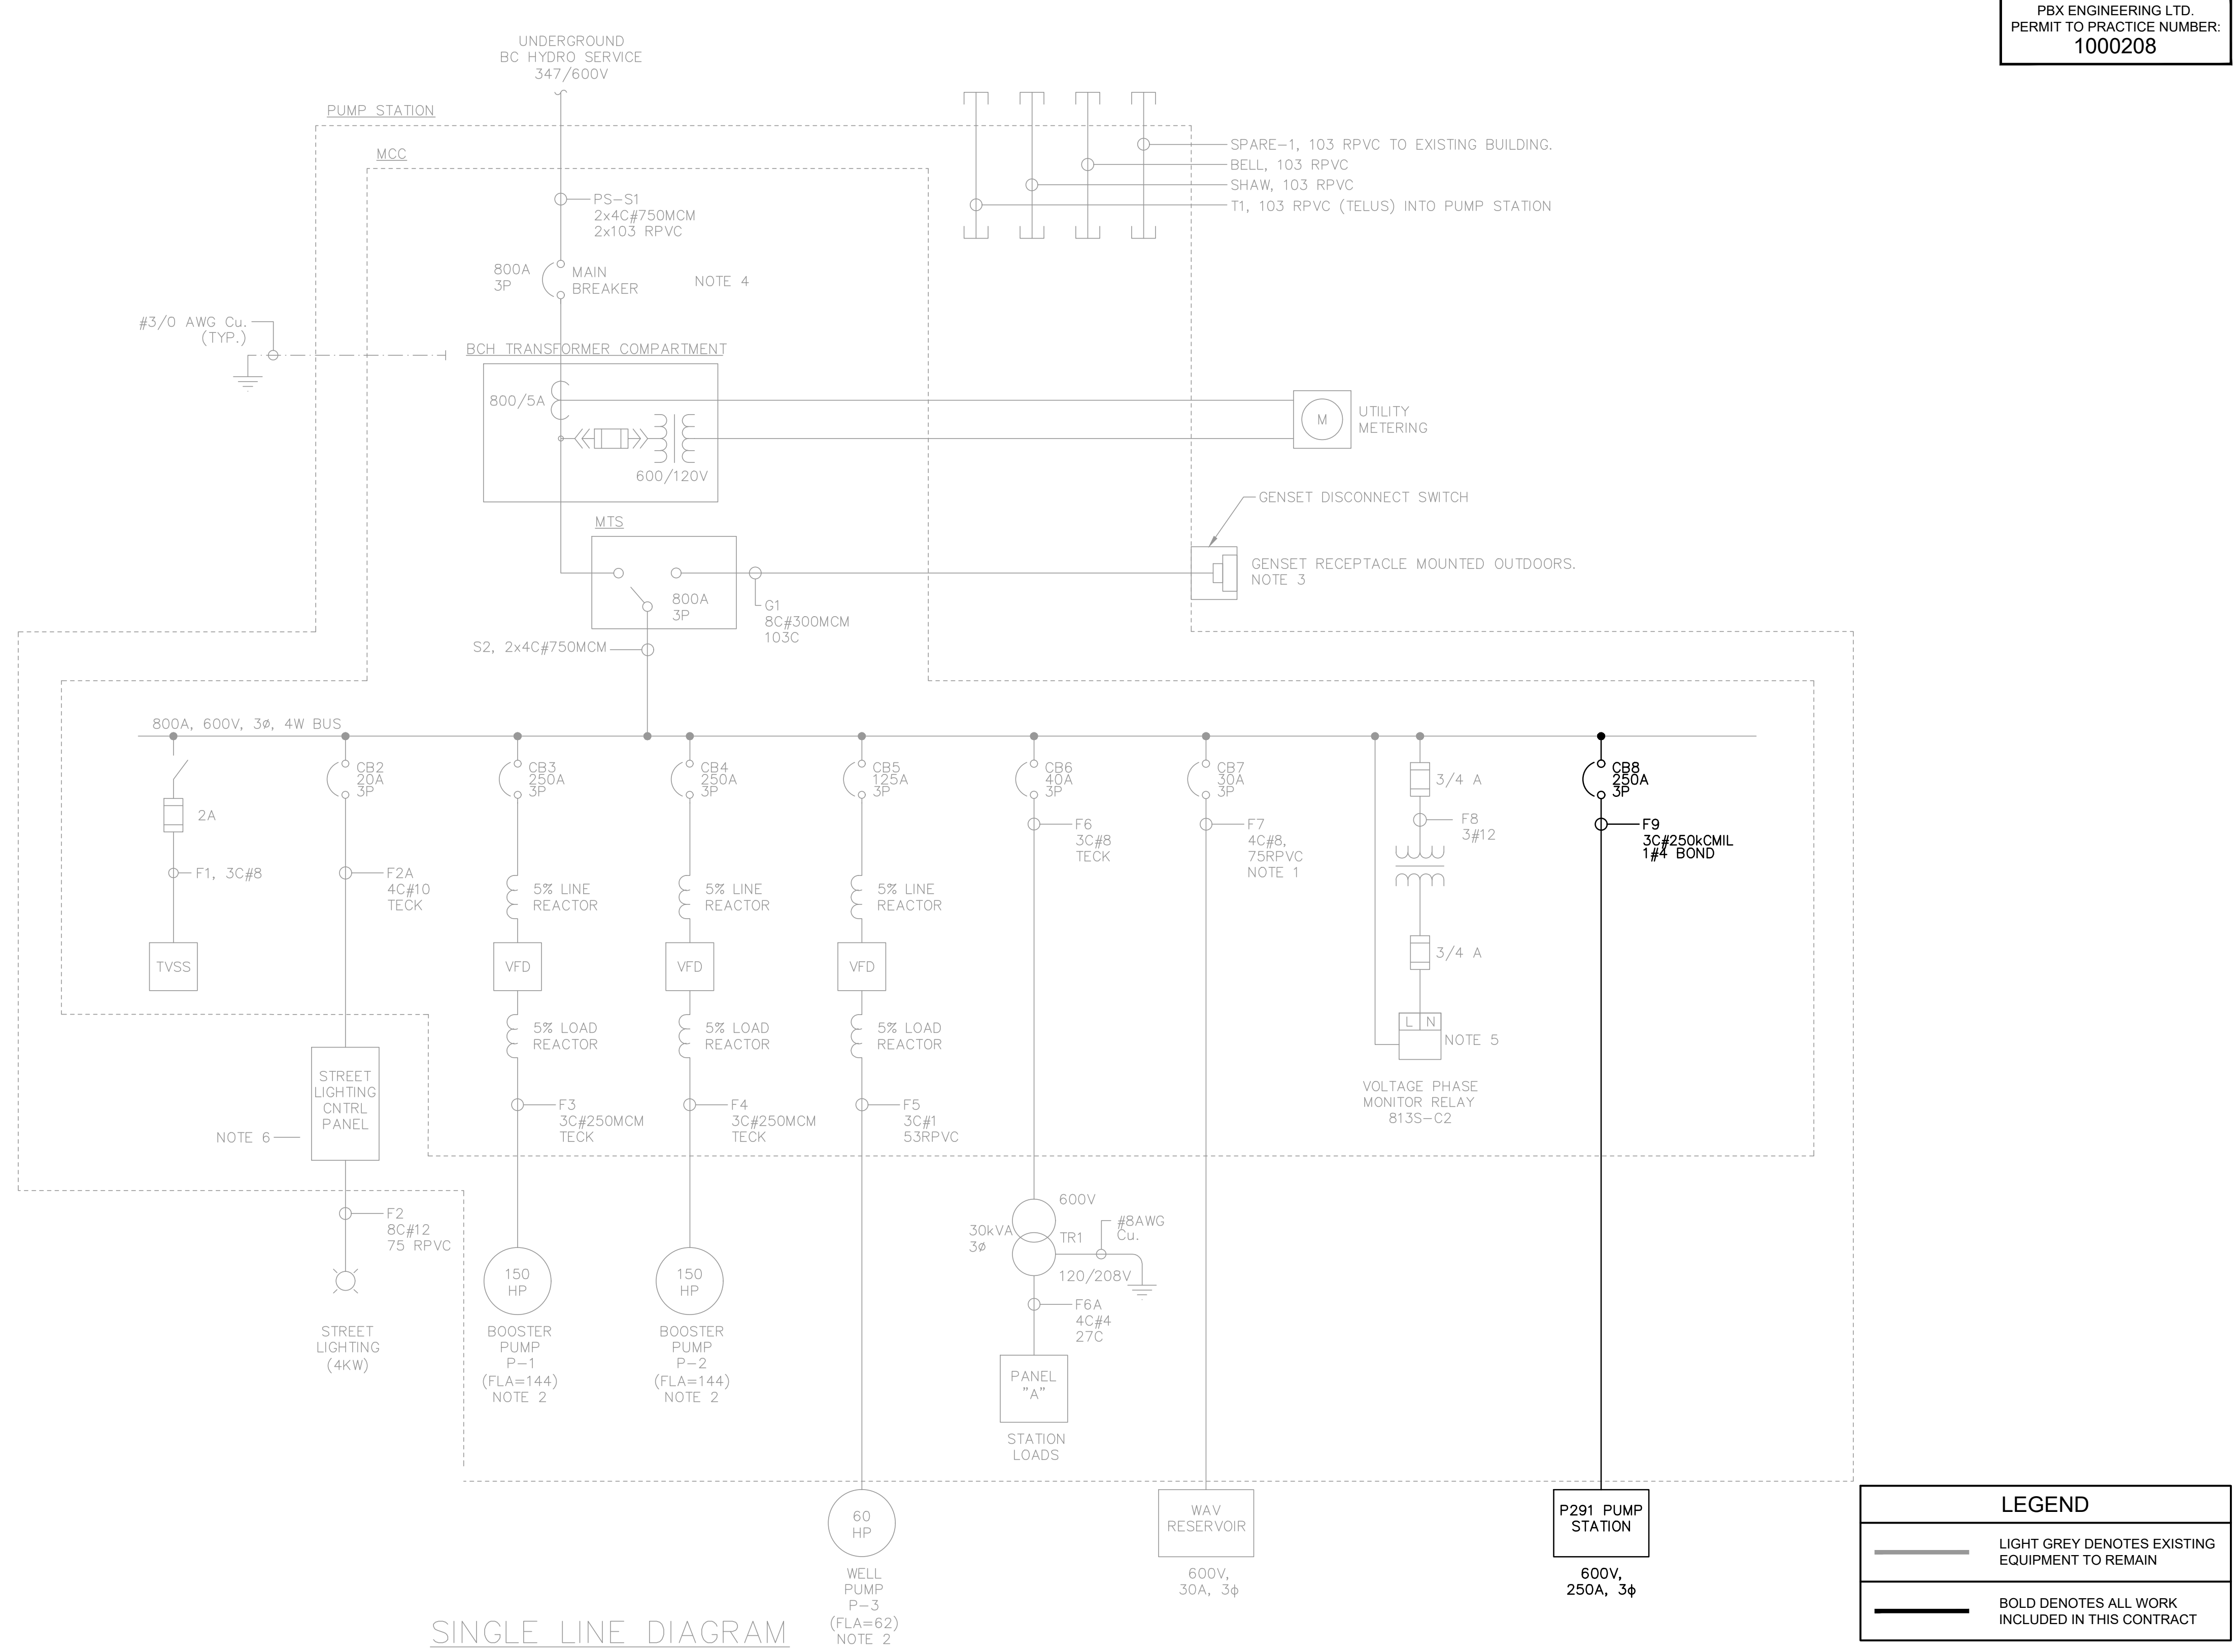 PBX ENGINEERING LTD.
PERMIT TO PRACTICE NUMBER:
1000208
UNDERGROUND
BC HYDRO SERVICE
347/600V
PUMP STATION
MCC
SPARE-1, 103 RPVC TO EXISTING BUILDING.
BELL, 103 RPVC
SHAW, 103 RPVC
T1, 103 RPVC (TELUS) INTO PUMP STATION
PS-S1
2x4C#750MCM
2x103 RPVC
800A
3P
MAIN
BREAKER
NOTE 4
#3/0 AWG Cu.
(TYP.)
BCH TRANSFORMER COMPARTMENT
800/5A
600/120V
M
UTILITY
METERING
GENSET DISCONNECT SWITCH
MTS
800A
3P
G1
8C#300MCM
103C
GENSET RECEPTACLE MOUNTED OUTDOORS.
NOTE 3
S2, 2x4C#750MCM
800A, 600V, 3ø, 4W BUS
2A
F1, 3C#8
TVSS
CB2
20A
3P
F2A
4C#10
TECK
STREET
LIGHTING
CNTRL
PANEL
NOTE 6
F2
8C#12
75 RPVC
STREET
LIGHTING
(4KW)
CB3
250A
3P
5% LINE
REACTOR
VFD
5% LOAD
REACTOR
F3
3C#250MCM
TECK
150
HP
BOOSTER
PUMP
P-1
(FLA=144)
NOTE 2
CB4
250A
3P
5% LINE
REACTOR
VFD
5% LOAD
REACTOR
F4
3C#250MCM
TECK
150
HP
BOOSTER
PUMP
P-2
(FLA=144)
NOTE 2
CB5
125A
3P
5% LINE
REACTOR
VFD
5% LOAD
REACTOR
F5
3C#1
53RPVC
60
HP
WELL
PUMP
P-3
(FLA=62)
NOTE 2
CB6
40A
3P
F6
3C#8
TECK
600V
30kVA
3ø
TR1
#8AWG
Cu.
120/208V
F6A
4C#4
27C
PANEL
"A"
STATION
LOADS
CB7
30A
3P
F7
4C#8,
75RPVC
NOTE 1
WAV
RESERVOIR
600V,
30A, 3ϕ
3/4 A
F8
3#12
3/4 A
L N
NOTE 5
VOLTAGE PHASE
MONITOR RELAY
813S-C2
CB8
250A
3P
F9
3C#250kCMIL
1#4 BOND
P291 PUMP
STATION
600V,
250A, 3ϕ
SINGLE LINE DIAGRAM
LEGEND
LIGHT GREY DENOTES EXISTING
EQUIPMENT TO REMAIN
BOLD DENOTES ALL WORK
INCLUDED IN THIS CONTRACT